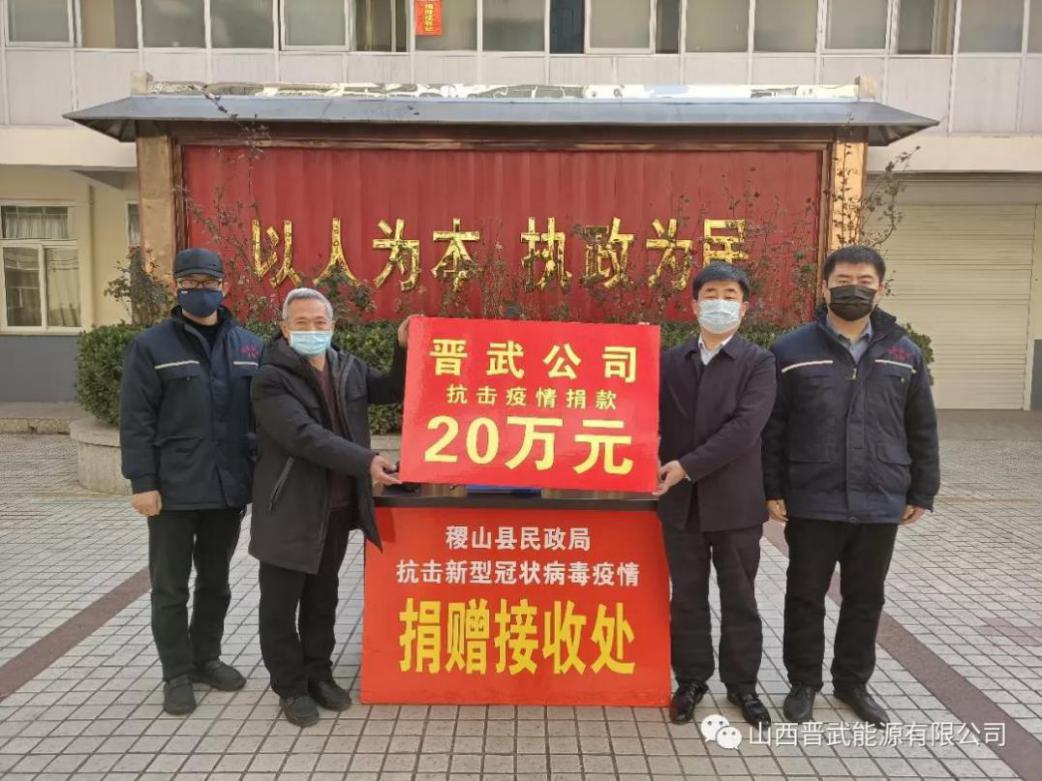 以人为本 执政为民
晋武公司
抗击疫情捐款
20万元
稷山县民政局
抗击新型冠状病毒疫情
捐赠接收处
山西晋武能源有限公司